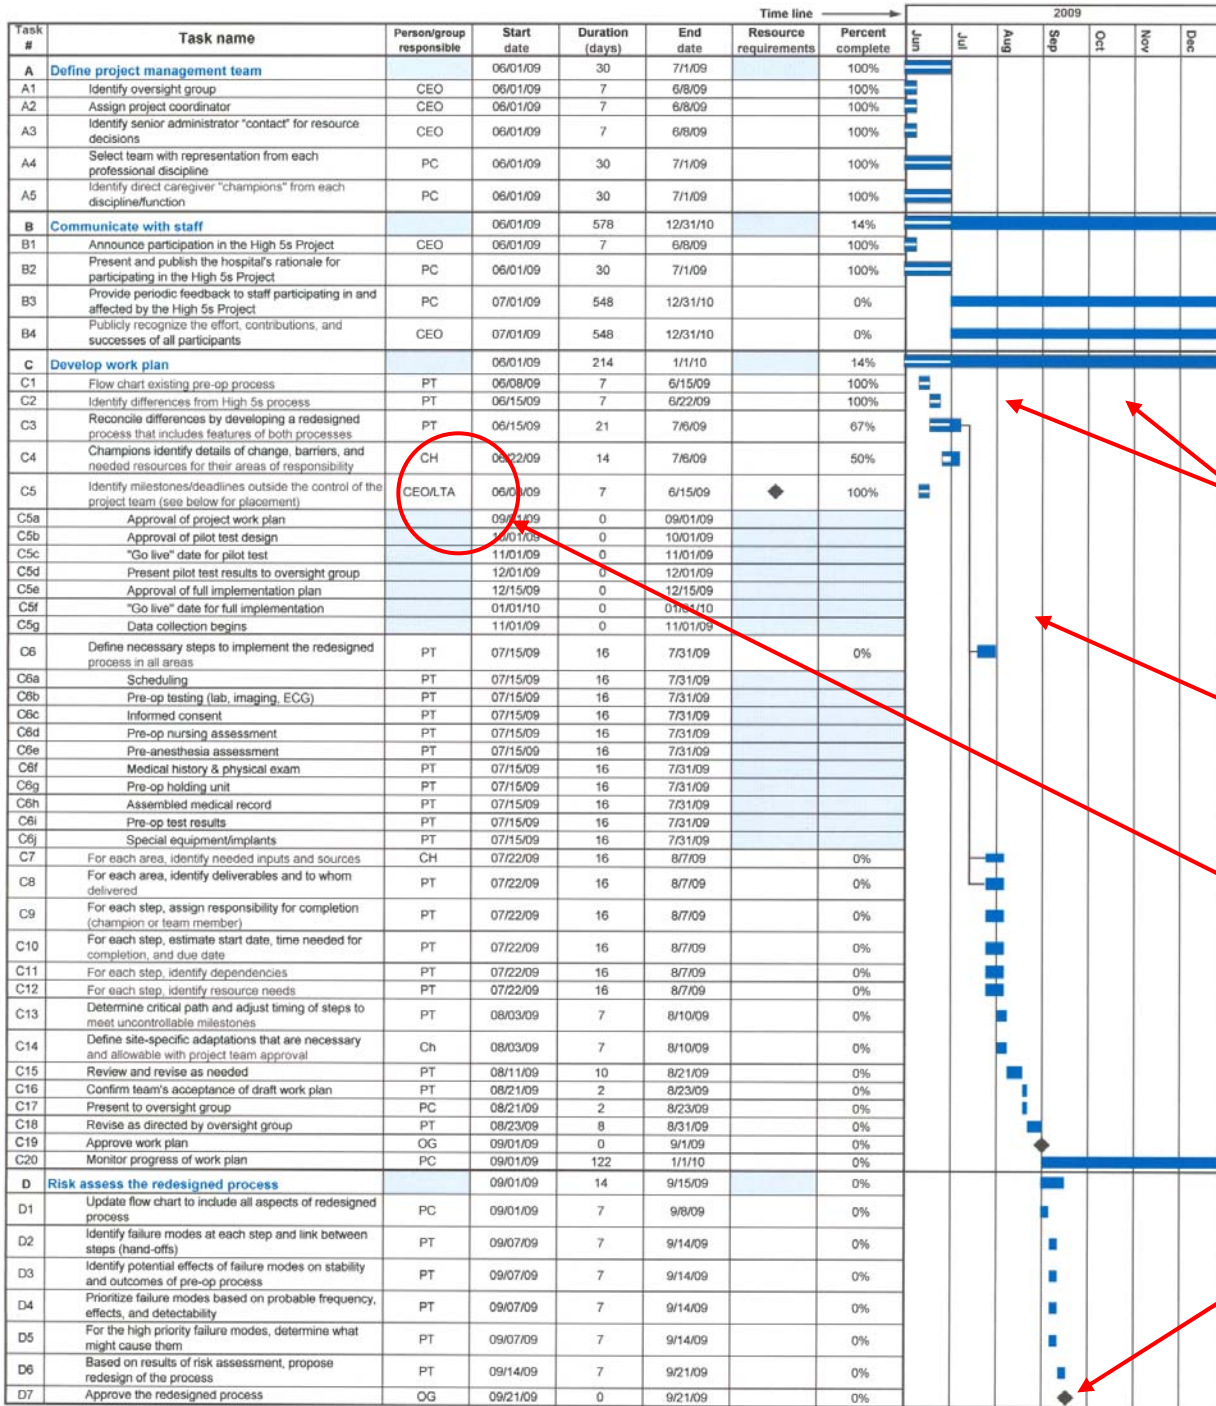 Time line
2009
Task # Task name Person/group responsible Start date Duration (days) End date Resource requirements Percent complete Jun Jul Aug Sep Oct Nov Dec
A Define project management team 06/01/09 30 7/1/09 100%
A1 Identify oversight group CEO 06/01/09 7 6/8/09 100%
A2 Assign project coordinator CEO 06/01/09 7 6/8/09 100%
A3 Identify senior administrator "contact" for resource decisions CEO 06/01/09 7 6/8/09 100%
A4 Select team with representation from each professional discipline PC 06/01/09 30 7/1/09 100%
A5 Identify direct caregiver "champions" from each discipline/function PC 06/01/09 30 7/1/09 100%
B Communicate with staff 06/01/09 578 12/31/10 14%
B1 Announce participation in the High 5s Project CEO 06/01/09 7 6/8/09 100%
B2 Present and publish the hospital's rationale for participating in the High 5s Project PC 06/01/09 30 7/1/09 100%
B3 Provide periodic feedback to staff participating in and affected by the High 5s Project PC 07/01/09 548 12/31/10 0%
B4 Publicly recognize the effort, contributions, and successes of all participants CEO 07/01/09 548 12/31/10 0%
C Develop work plan 06/01/09 214 1/1/10 14%
C1 Flow chart existing pre-op process PT 06/08/09 7 6/15/09 100%
C2 Identify differences from High 5s process PT 06/15/09 7 6/22/09 100%
C3 Reconcile differences by developing a redesigned process that includes features of both processes PT 06/15/09 21 7/6/09 67%
C4 Champions identify details of change, barriers, and needed resources for their areas of responsibility CH 06/22/09 14 7/6/09 50%
C5 Identify milestones/deadlines outside the control of the project team (see below for placement) CEO/LTA 06/08/09 7 6/15/09 100%
C5a Approval of project work plan 09/01/09 0 09/01/09
C5b Approval of pilot test design 10/01/09 0 10/01/09
C5c "Go live" date for pilot test 11/01/09 0 11/01/09
C5d Present pilot test results to oversight group 12/01/09 0 12/01/09
C5e Approval of full implementation plan 12/15/09 0 12/15/09
C5f "Go live" date for full implementation 01/01/10 0 01/01/10
C5g Data collection begins 11/01/09 0 11/01/09
C6 Define necessary steps to implement the redesigned process in all areas PT 07/15/09 16 7/31/09 0%
C6a Scheduling PT 07/15/09 16 7/31/09
C6b Pre-op testing (lab, imaging, ECG) PT 07/15/09 16 7/31/09
C6c Informed consent PT 07/15/09 16 7/31/09
C6d Pre-op nursing assessment PT 07/15/09 16 7/31/09
C6e Pre-anesthesia assessment PT 07/15/09 16 7/31/09
C6f Medical history & physical exam PT 07/15/09 16 7/31/09
C6g Pre-op holding unit PT 07/15/09 16 7/31/09
C6h Assembled medical record PT 07/15/09 16 7/31/09
C6i Pre-op test results PT 07/15/09 16 7/31/09
C6j Special equipment/implants PT 07/15/09 16 7/31/09
C7 For each area, identify needed inputs and sources CH 07/22/09 16 8/7/09 0%
C8 For each area, identify deliverables and to whom delivered PT 07/22/09 16 8/7/09 0%
C9 For each step, assign responsibility for completion (champion or team member) PT 07/22/09 16 8/7/09 0%
C10 For each step, estimate start date, time needed for completion, and due date PT 07/22/09 16 8/7/09 0%
C11 For each step, identify dependencies PT 07/22/09 16 8/7/09 0%
C12 For each step, identify resource needs PT 07/22/09 16 8/7/09 0%
C13 Determine critical path and adjust timing of steps to meet uncontrollable milestones PT 08/03/09 7 8/10/09 0%
C14 Define site-specific adaptations that are necessary and allowable with project team approval Ch 08/03/09 7 8/10/09 0%
C15 Review and revise as needed PT 08/11/09 10 8/21/09 0%
C16 Confirm team's acceptance of draft work plan PT 08/21/09 2 8/23/09 0%
C17 Present to oversight group PC 08/21/09 2 8/23/09 0%
C18 Revise as directed by oversight group PT 08/23/09 8 8/31/09 0%
C19 Approve work plan OG 09/01/09 0 9/1/09 0%
C20 Monitor progress of work plan PC 09/01/09 122 1/1/10 0%
D Risk assess the redesigned process 09/01/09 14 9/15/09 0%
D1 Update flow chart to include all aspects of redesigned process PC 09/01/09 7 9/8/09 0%
D2 Identify failure modes at each step and link between steps (hand-offs) PT 09/07/09 7 9/14/09 0%
D3 Identify potential effects of failure modes on stability and outcomes of pre-op process PT 09/07/09 7 9/14/09 0%
D4 Prioritize failure modes based on probable frequency, effects, and detectability PT 09/07/09 7 9/14/09 0%
D5 For the high priority failure modes, determine what might cause them PT 09/07/09 7 9/14/09 0%
D6 Based on results of risk assessment, propose redesign of the process PT 09/14/09 7 9/21/09 0%
D7 Approve the redesigned process OG 09/21/09 0 9/21/09 0%